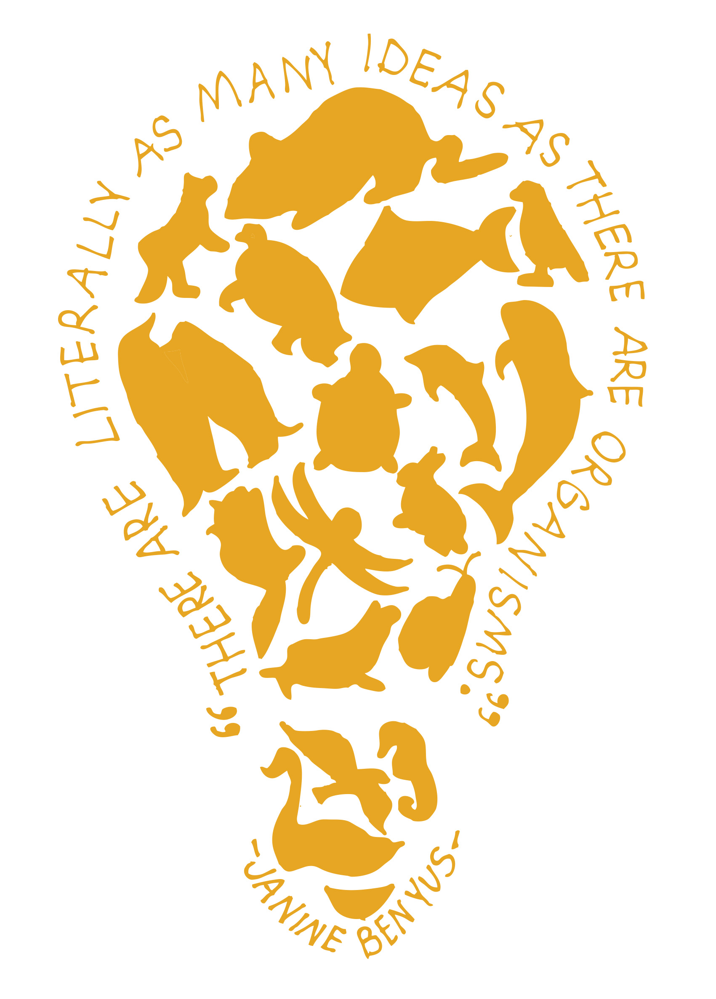 “THERE ARE LITERALLY AS MANY IDEAS AS THERE ARE ORGANISMS.”
-JANINE BENYUS-